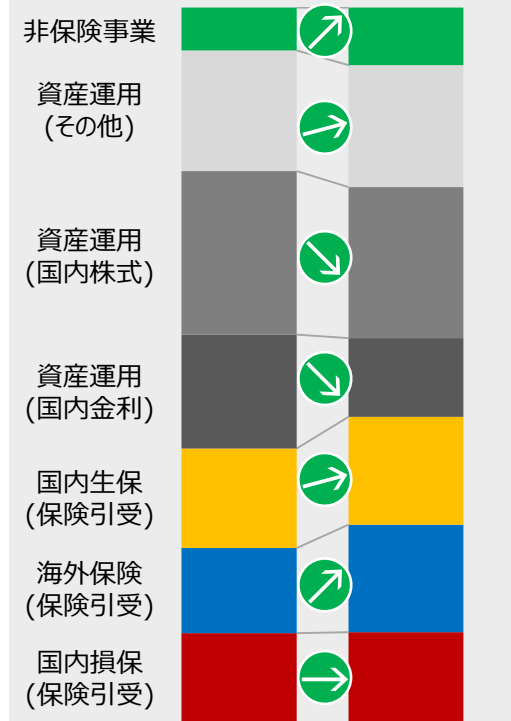 非保険事業
資産運用
(その他)
資産運用
(国内株式)
資産運用
(国内金利)
国内生保
(保険引受)
海外保険
(保険引受)
国内損保
(保険引受)